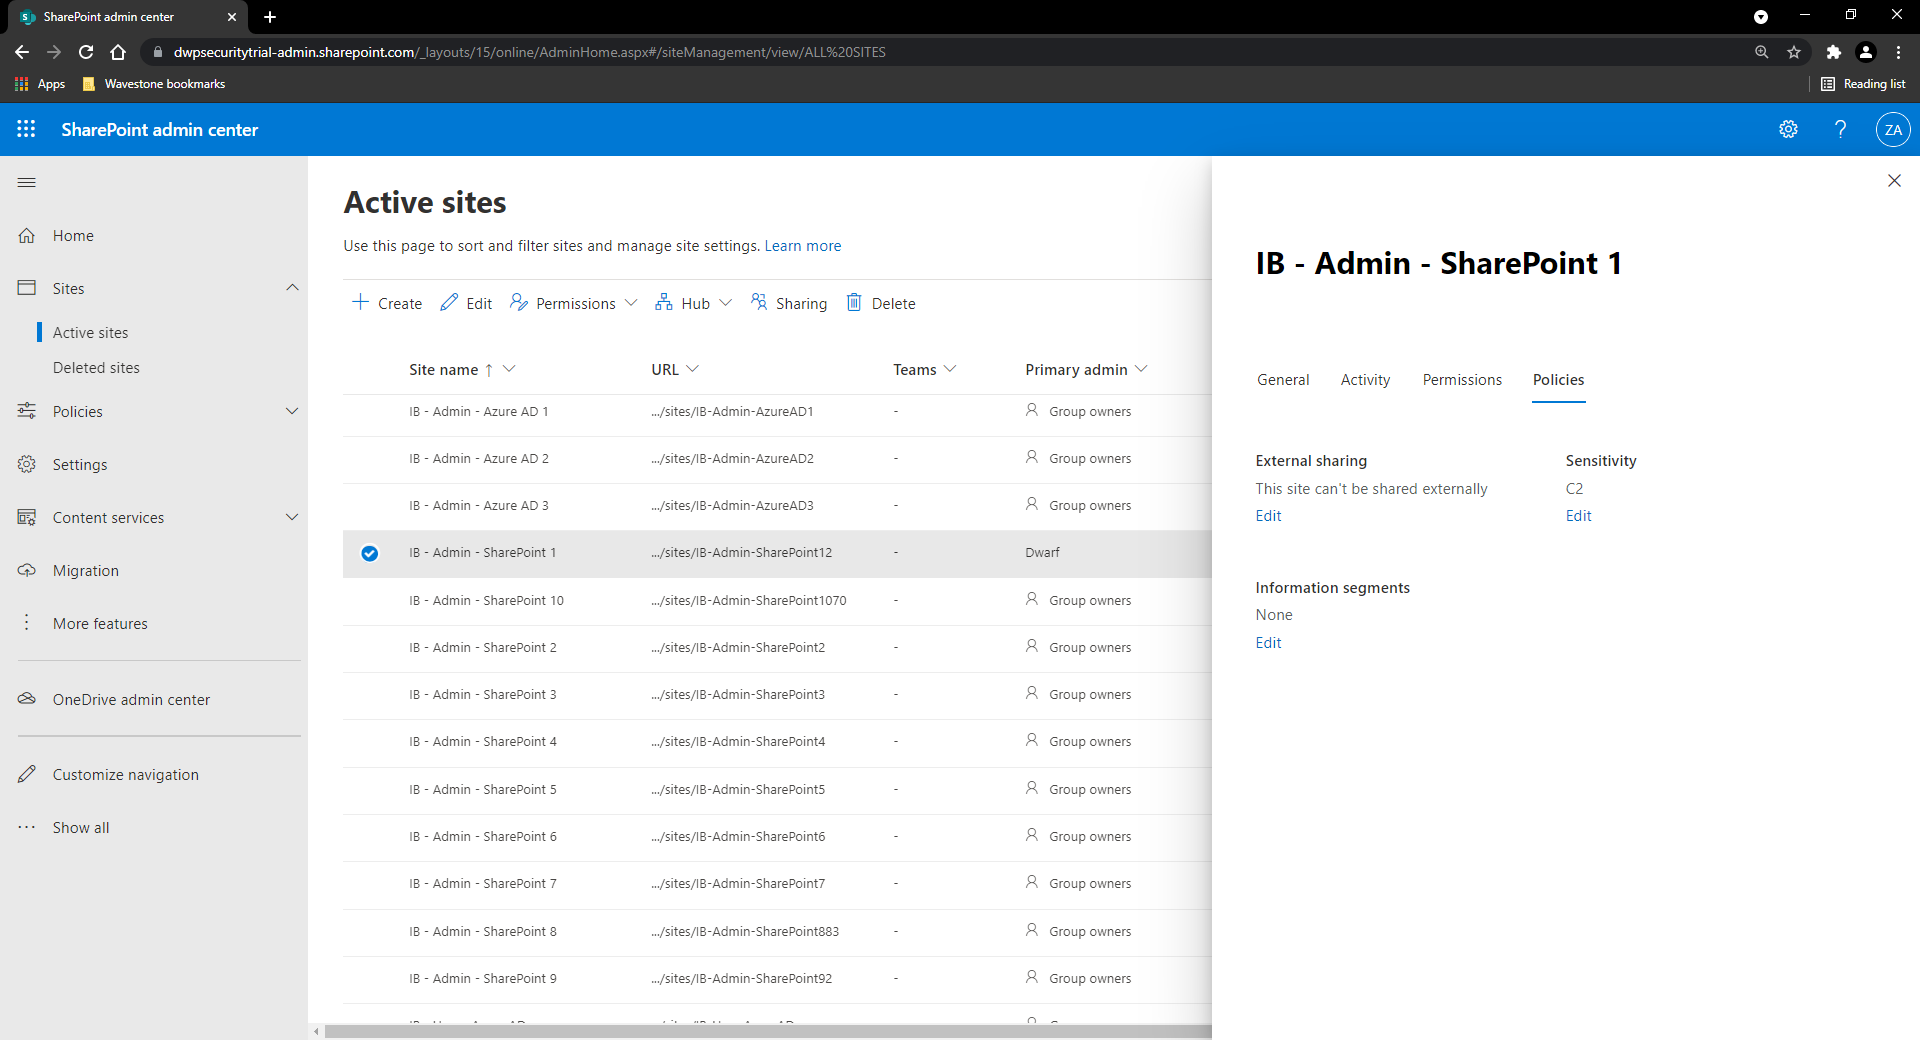 SharePoint admin center
dwpsecuritytrial-admin.sharepoint.com/_layouts/15/online/AdminHome.aspx#/siteManagement/view/ALL%20SITES
Apps
Wavestone bookmarks
Reading list
SharePoint admin center
ZA
Home
Sites
Active sites
Deleted sites
Policies
Settings
Content services
Migration
More features
OneDrive admin center
Customize navigation
Show all
Active sites
Use this page to sort and filter sites and manage site settings. Learn more
Create Edit Permissions Hub Sharing Delete
Site name ↑ URL Teams Primary admin
IB - Admin - Azure AD 1 .../sites/IB-Admin-AzureAD1 - Group owners
IB - Admin - Azure AD 2 .../sites/IB-Admin-AzureAD2 - Group owners
IB - Admin - Azure AD 3 .../sites/IB-Admin-AzureAD3 - Group owners
IB - Admin - SharePoint 1 .../sites/IB-Admin-SharePoint12 - Dwarf
IB - Admin - SharePoint 10 .../sites/IB-Admin-SharePoint1070 - Group owners
IB - Admin - SharePoint 2 .../sites/IB-Admin-SharePoint2 - Group owners
IB - Admin - SharePoint 3 .../sites/IB-Admin-SharePoint3 - Group owners
IB - Admin - SharePoint 4 .../sites/IB-Admin-SharePoint4 - Group owners
IB - Admin - SharePoint 5 .../sites/IB-Admin-SharePoint5 - Group owners
IB - Admin - SharePoint 6 .../sites/IB-Admin-SharePoint6 - Group owners
IB - Admin - SharePoint 7 .../sites/IB-Admin-SharePoint7 - Group owners
IB - Admin - SharePoint 8 .../sites/IB-Admin-SharePoint883 - Group owners
IB - Admin - SharePoint 9 .../sites/IB-Admin-SharePoint92 - Group owners
IB - Admin - SharePoint 1
General Activity Permissions Policies
External sharing
This site can't be shared externally
Edit
Sensitivity
C2
Edit
Information segments
None
Edit